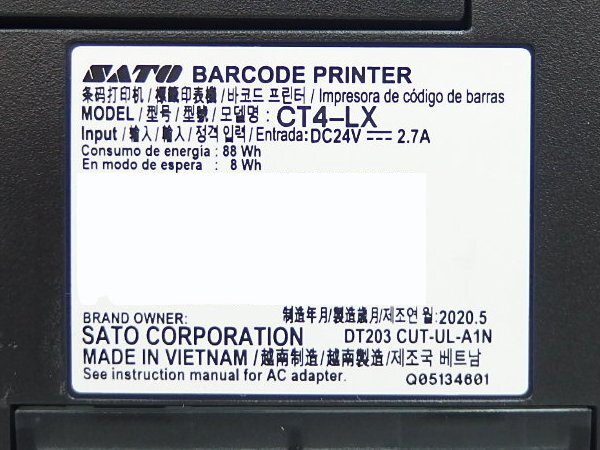 SATO BARCODE PRINTER
条码打印机/標籤印表機/바코드 프린터/Impresora de código de barras
MODEL/型号/型號/모델명: CT4-LX
Input/输入/輸入/정격 입력/Entrada:DC24V ⎓ 2.7A
Consumo de energía : 88 Wh
En modo de espera : 8 Wh
BRAND OWNER:
SATO CORPORATION
制造年月/製造歲月/제조연 월:2020.5
DT203 CUT-UL-A1N
MADE IN VIETNAM/越南制造/越南製造/제조국 베트남
See instruction manual for AC adapter.
Q05134601